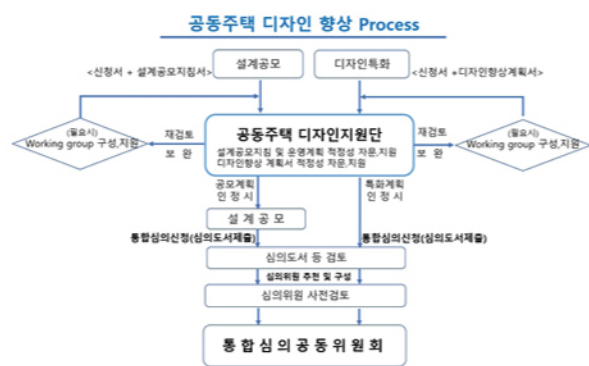 공동주택 디자인 향상 Process
<신청서 + 설계공모지침서>
설계공모
디자인특화
<신청서 +디자인향상계획서>
(필요시)
Working group 구성,지원
재검토
보 완
공동주택 디자인지원단
설계공모지침 및 운영계획 적정성 자문,지원
디자인향상 계획서 적정성 자문,지원
재검토
보 완
(필요시)
Working group 구성,지원
공모계획
인 정 시
특화계획
인 정 시
설 계 공 모
통합심의신청(심의도서제출)
통합심의신청(심의도서제출)
심의도서 등 검토
심의위원 추천 및 구성
심의위원 사전검토
통 합 심 의 공 동 위 원 회